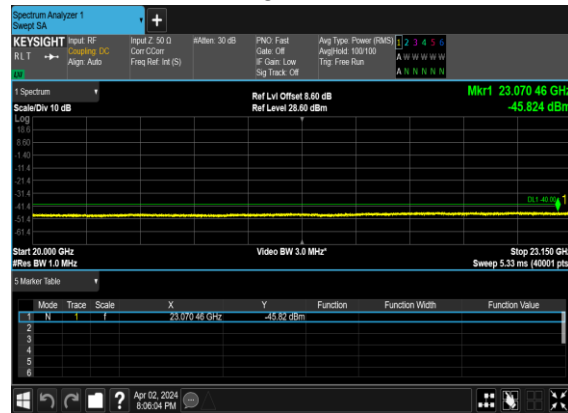 Spectrum Analyzer 1
Swept SA
+
KEYSIGHT Input: RF Input Z: 50 Ω #Atten: 30 dB PNO: Fast Avg Type: Power (RMS) 1 2 3 4 5 6
RLT Coupling: DC Corr CCorr Gate: Off Avg|Hold: 100/100 A W W W W W
Align: Auto Freq Ref: Int (S) IF Gain: Low Trig: Free Run
LXI Sig Track: Off A N N N N N
1 Spectrum Ref Lvl Offset 8.60 dB Mkr1 23.070 46 GHz
Scale/Div 10 dB Ref Level 28.60 dBm -45.824 dBm
Log
18.6
8.60
-1.40
-11.4
-21.4
-31.4
DL1 -40.00
-41.4 1
-51.4
-61.4
Start 20.000 GHz Video BW 3.0 MHz* Stop 23.150 GHz
#Res BW 1.0 MHz Sweep 5.33 ms (40001 pts)
5 Marker Table
Mode Trace Scale X Y Function Function Width Function Value
1 N 1 f 23.070 46 GHz -45.82 dBm
2
3
4
5
6
? Apr 02, 2024
8:06:04 PM